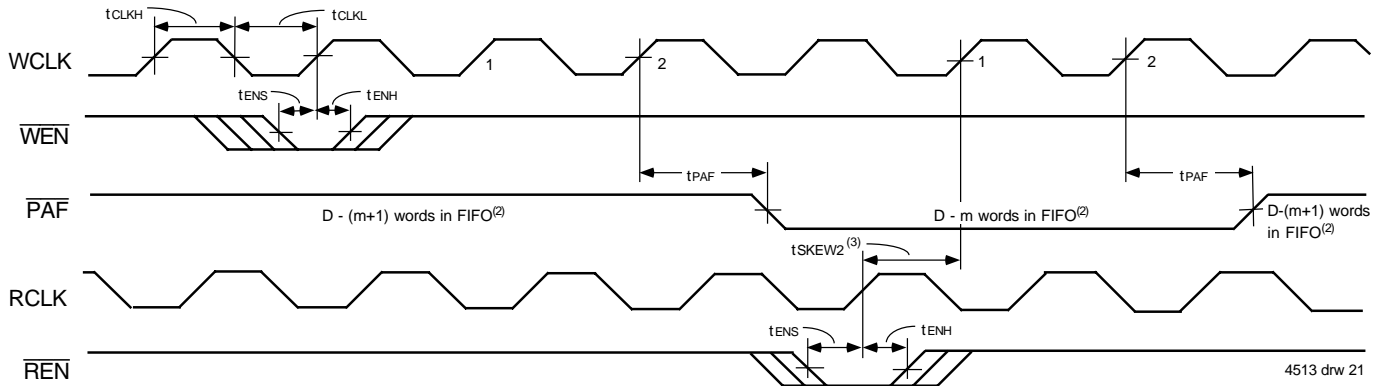 tCLKH
tCLKL
WCLK
1
2
1
2
tENS
tENH
WEN
tPAF
tPAF
PAF
D - (m+1) words in FIFO(2)
D - m words in FIFO(2)
D-(m+1) words
in FIFO(2)
tSKEW2(3)
RCLK
tENS
tENH
REN
4513 drw 21